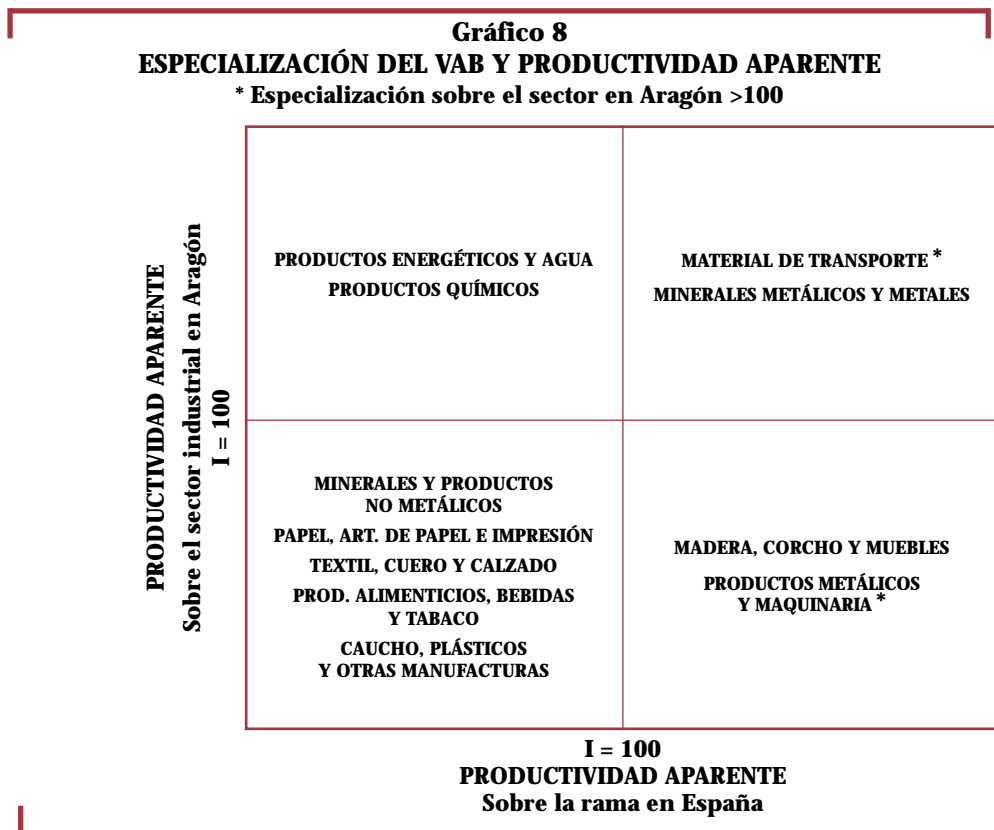 Gráfico 8
ESPECIALIZACIÓN DEL VAB Y PRODUCTIVIDAD APARENTE
* Especialización sobre el sector en Aragón >100
PRODUCTIVIDAD APARENTE
Sobre el sector industrial en Aragón
I = 100
PRODUCTOS ENERGÉTICOS Y AGUA
PRODUCTOS QUÍMICOS
MATERIAL DE TRANSPORTE *
MINERALES METÁLICOS Y METALES
MINERALES Y PRODUCTOS
NO METÁLICOS
PAPEL, ART. DE PAPEL E IMPRESIÓN
TEXTIL, CUERO Y CALZADO
PROD. ALIMENTICIOS, BEBIDAS
Y TABACO
CAUCHO, PLÁSTICOS
Y OTRAS MANUFACTURAS
MADERA, CORCHO Y MUEBLES
PRODUCTOS METÁLICOS
Y MAQUINARIA *
I = 100
PRODUCTIVIDAD APARENTE
Sobre la rama en España